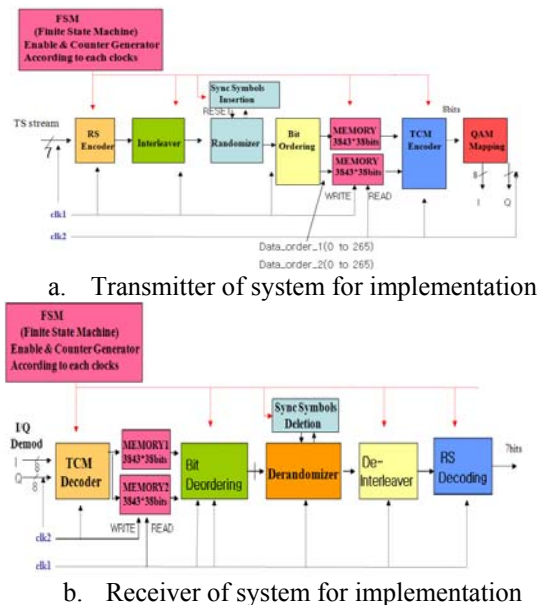 FSM
(Finite State Machine)
Enable & Counter Generator
According to each clocks
Sync Symbols
Insertion
RESET
TS stream
7
RS
Encoder
Interleaver
Randomizer
Bit
Ordering
MEMORY
3843*38bits
MEMORY
3843*38bits
TCM
Encoder
8bits
QAM
Mapping
8
8
I
Q
WRITE
READ
clk1
clk2
Data_order_1(0 to 265)
Data_order_2(0 to 265)
a. Transmitter of system for implementation
FSM
(Finite State Machine)
Enable & Counter Generator
According to each clocks
I/Q
Demod
I
8
Q
8
TCM
Decoder
MEMORY1
3843*38bits
MEMORY2
3843*38bits
Bit
Deordering
Sync Symbols
Deletion
Derandomizer
De-
Interleaver
RS
Decoding
7bits
WRITE
READ
clk2
clk1
b. Receiver of system for implementation